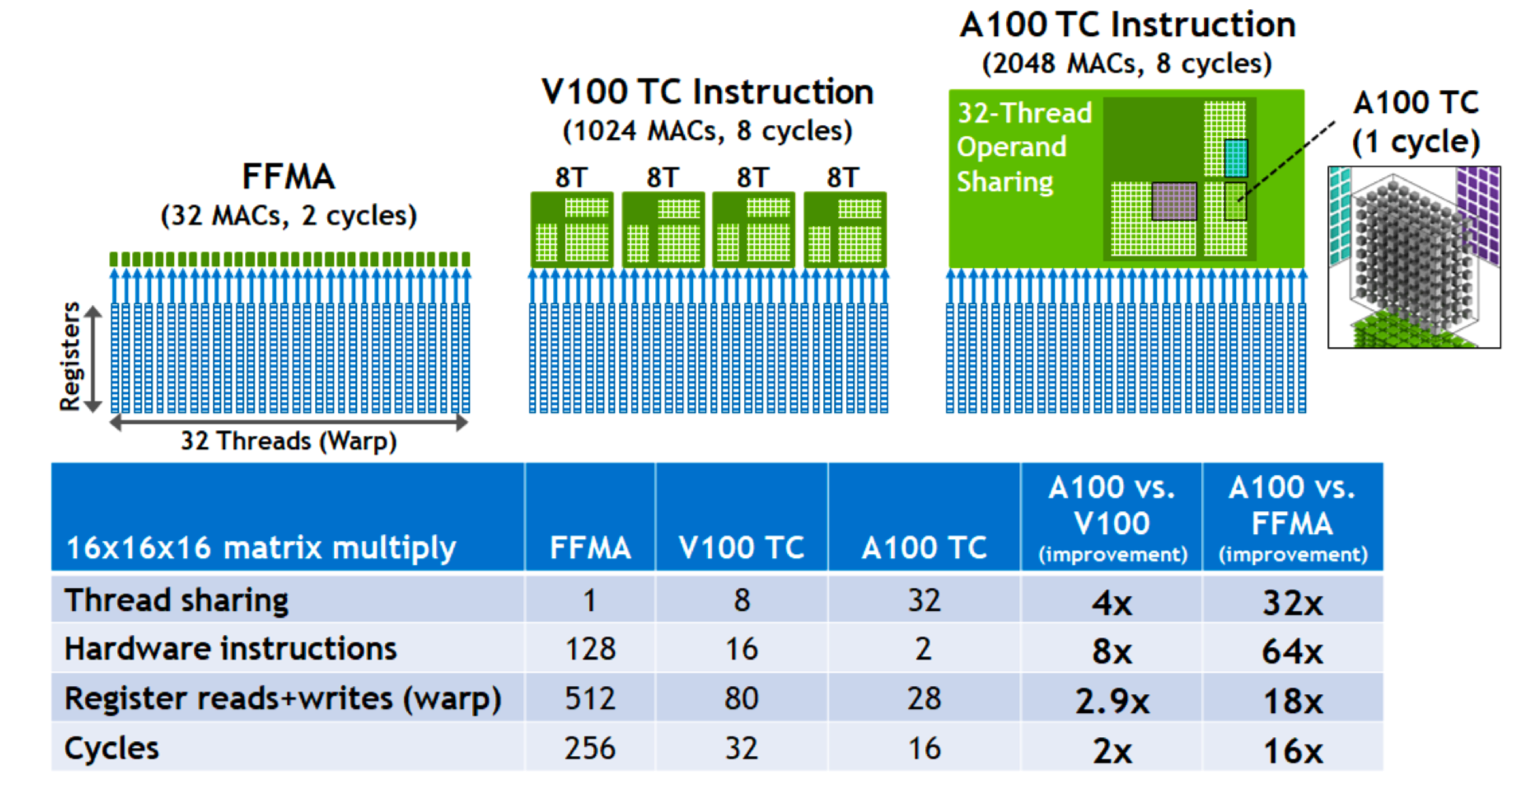 A100 TC Instruction
(2048 MACs, 8 cycles)
V100 TC Instruction
(1024 MACs, 8 cycles)
FFMA
(32 MACs, 2 cycles)
8T 8T 8T 8T
32-Thread
Operand
Sharing
A100 TC
(1 cycle)
Registers
32 Threads (Warp)
16x16x16 matrix multiply FFMA V100 TC A100 TC A100 vs. V100 (improvement) A100 vs. FFMA (improvement)
Thread sharing 1 8 32 4x 32x
Hardware instructions 128 16 2 8x 64x
Register reads+writes (warp) 512 80 28 2.9x 18x
Cycles 256 32 16 2x 16x